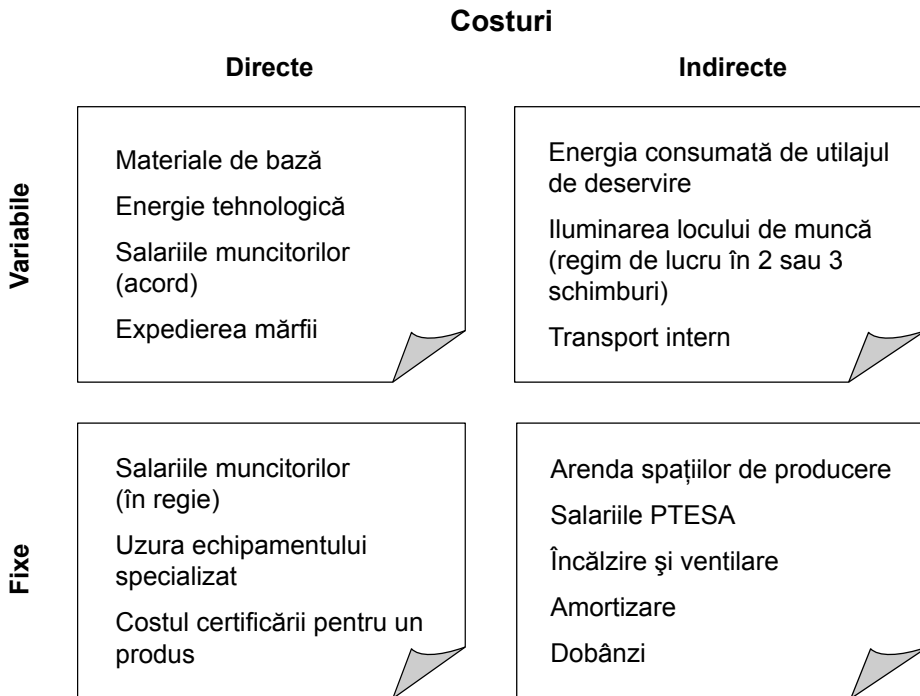 Costuri
Directe
Indirecte
Variabile
Materiale de bază
Energie tehnologică
Salariile muncitorilor
(acord)
Expedierea mărfii
Energia consumată de utilajul
de deservire
Iluminarea locului de muncă
(regim de lucru în 2 sau 3
schimburi)
Transport intern
Fixe
Salariile muncitorilor
(în regie)
Uzura echipamentului
specializat
Costul certificării pentru un
produs
Arenda spațiilor de producere
Salariile PTESA
Încălzire şi ventilare
Amortizare
Dobânzi